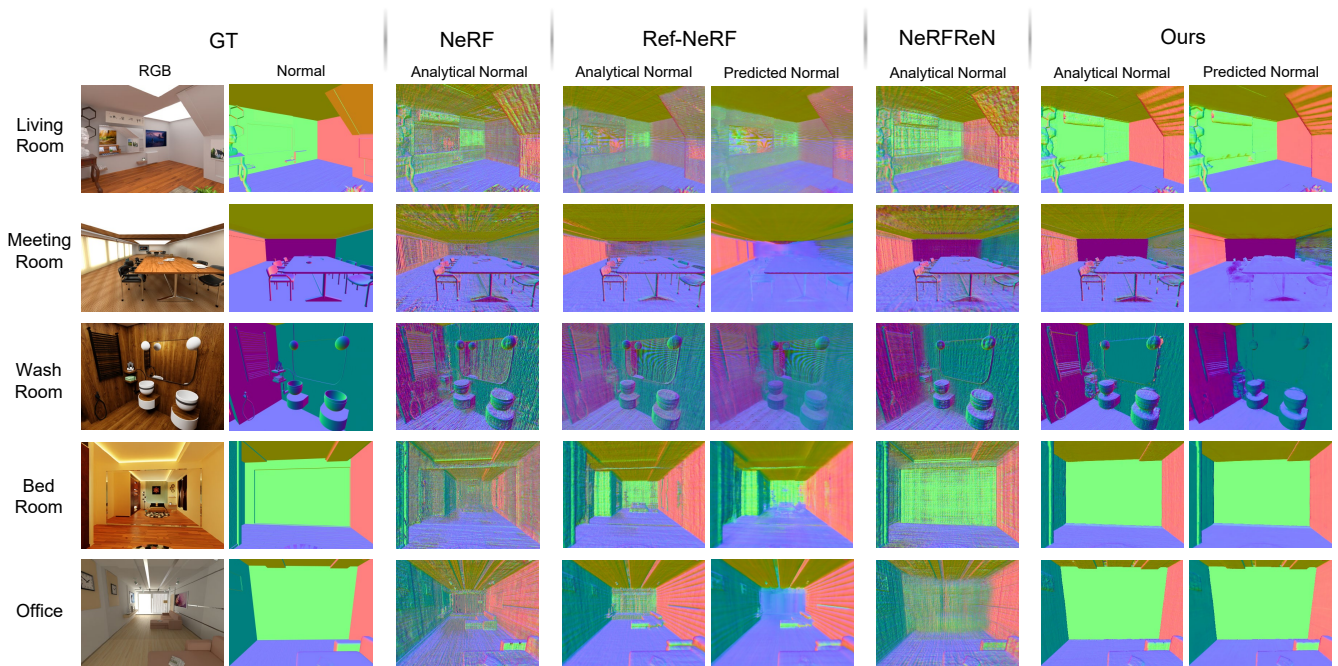 GT
NeRF
Ref-NeRF
NeRFReN
Ours
RGB
Normal
Analytical Normal
Analytical Normal
Predicted Normal
Analytical Normal
Analytical Normal
Predicted Normal
Living
Room
Meeting
Room
Wash
Room
Bed
Room
Office